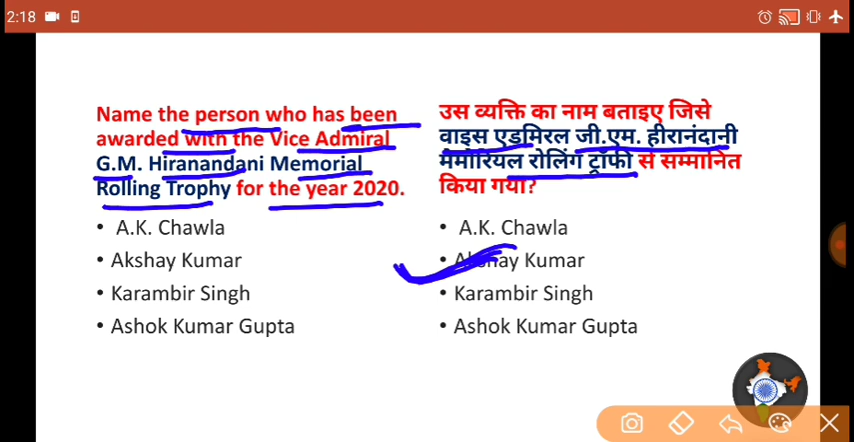 2:18
Name the person who has been
awarded with the Vice Admiral
G.M. Hiranandani Memorial
Rolling Trophy for the year 2020.
• A.K. Chawla
• Akshay Kumar
• Karambir Singh
• Ashok Kumar Gupta
उस व्यक्ति का नाम बताइए जिसे
वाइस एडमिरल जी.एम. हीरानंदानी
मैमोरियल रोलिंग ट्रॉफी से सम्मानित
किया गया?
• A.K. Chawla
• Akshay Kumar
• Karambir Singh
• Ashok Kumar Gupta